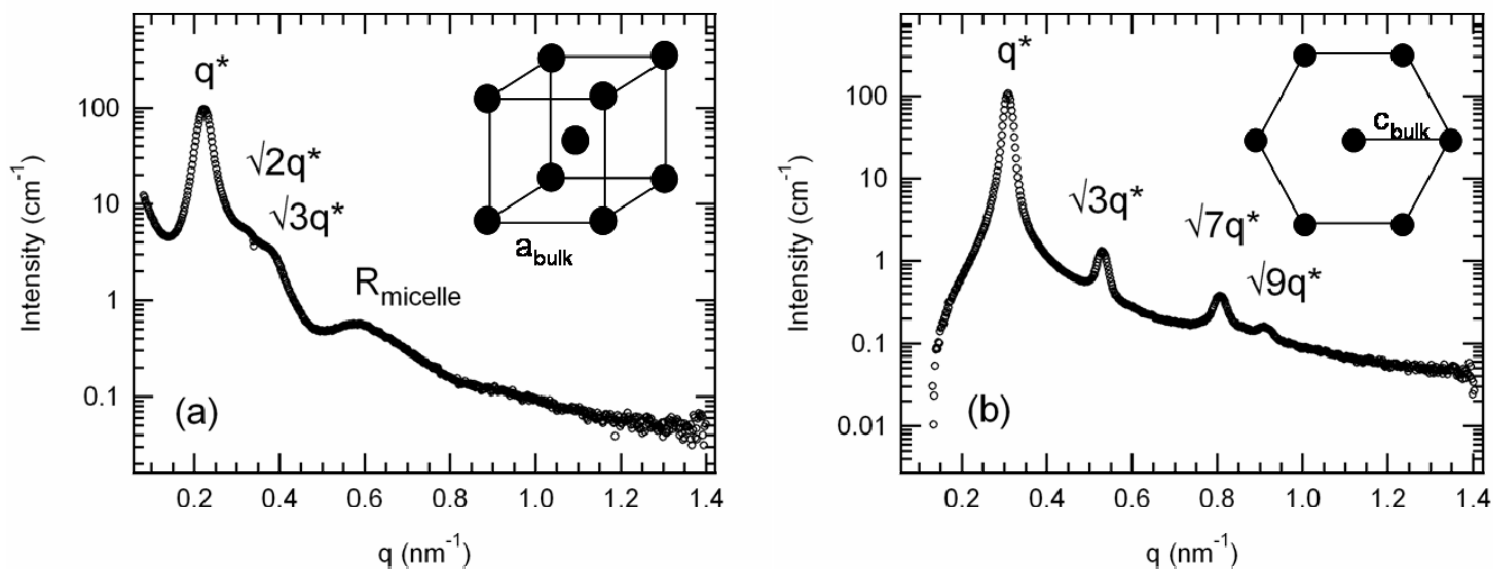 Intensity (cm⁻¹)
100
10
1
0.1
q*
√2q*
√3q*
R_micelle
a_bulk
(a)
0.2 0.4 0.6 0.8 1.0 1.2 1.4
q (nm⁻¹)
Intensity (cm⁻¹)
100
10
1
0.1
0.01
q*
√3q*
√7q*
√9q*
c_bulk
(b)
0.2 0.4 0.6 0.8 1.0 1.2 1.4
q (nm⁻¹)